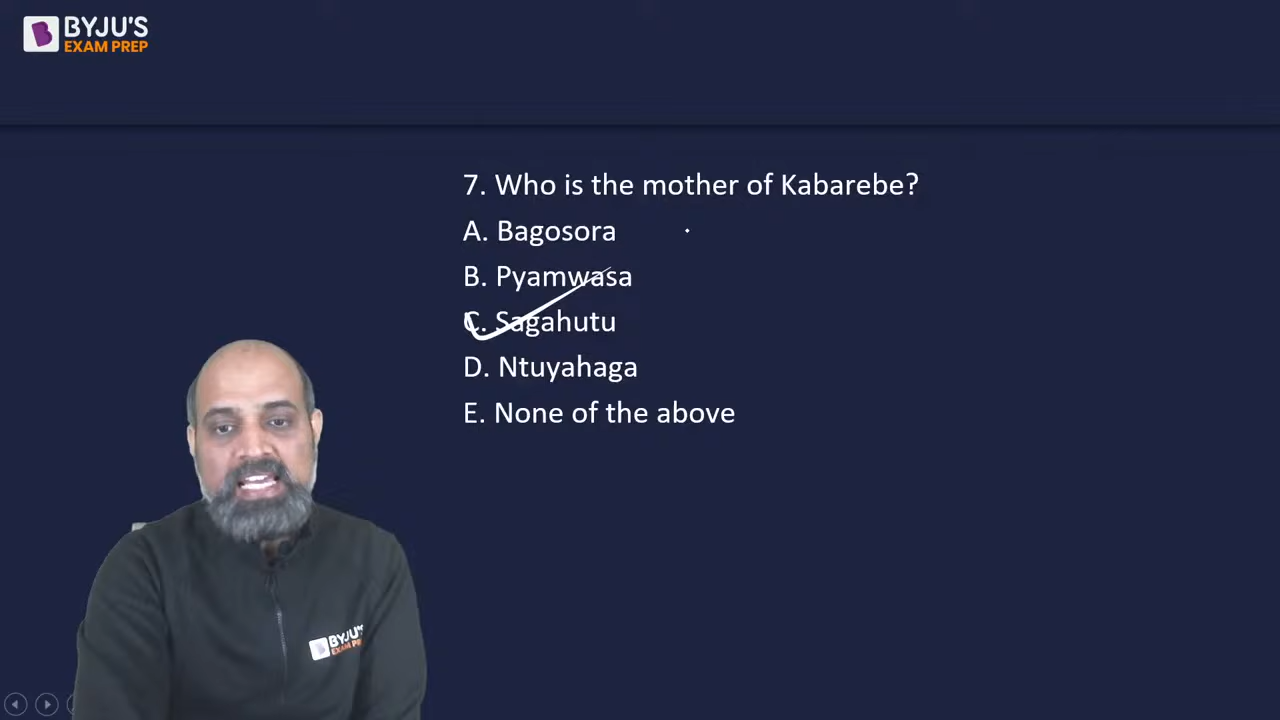 BYJU'S
EXAM PREP
7. Who is the mother of Kabarebe?
A. Bagosora
B. Pyamwasa
C. Sagahutu
D. Ntuyahaga
E. None of the above
BYJU'S
EXAM PRE